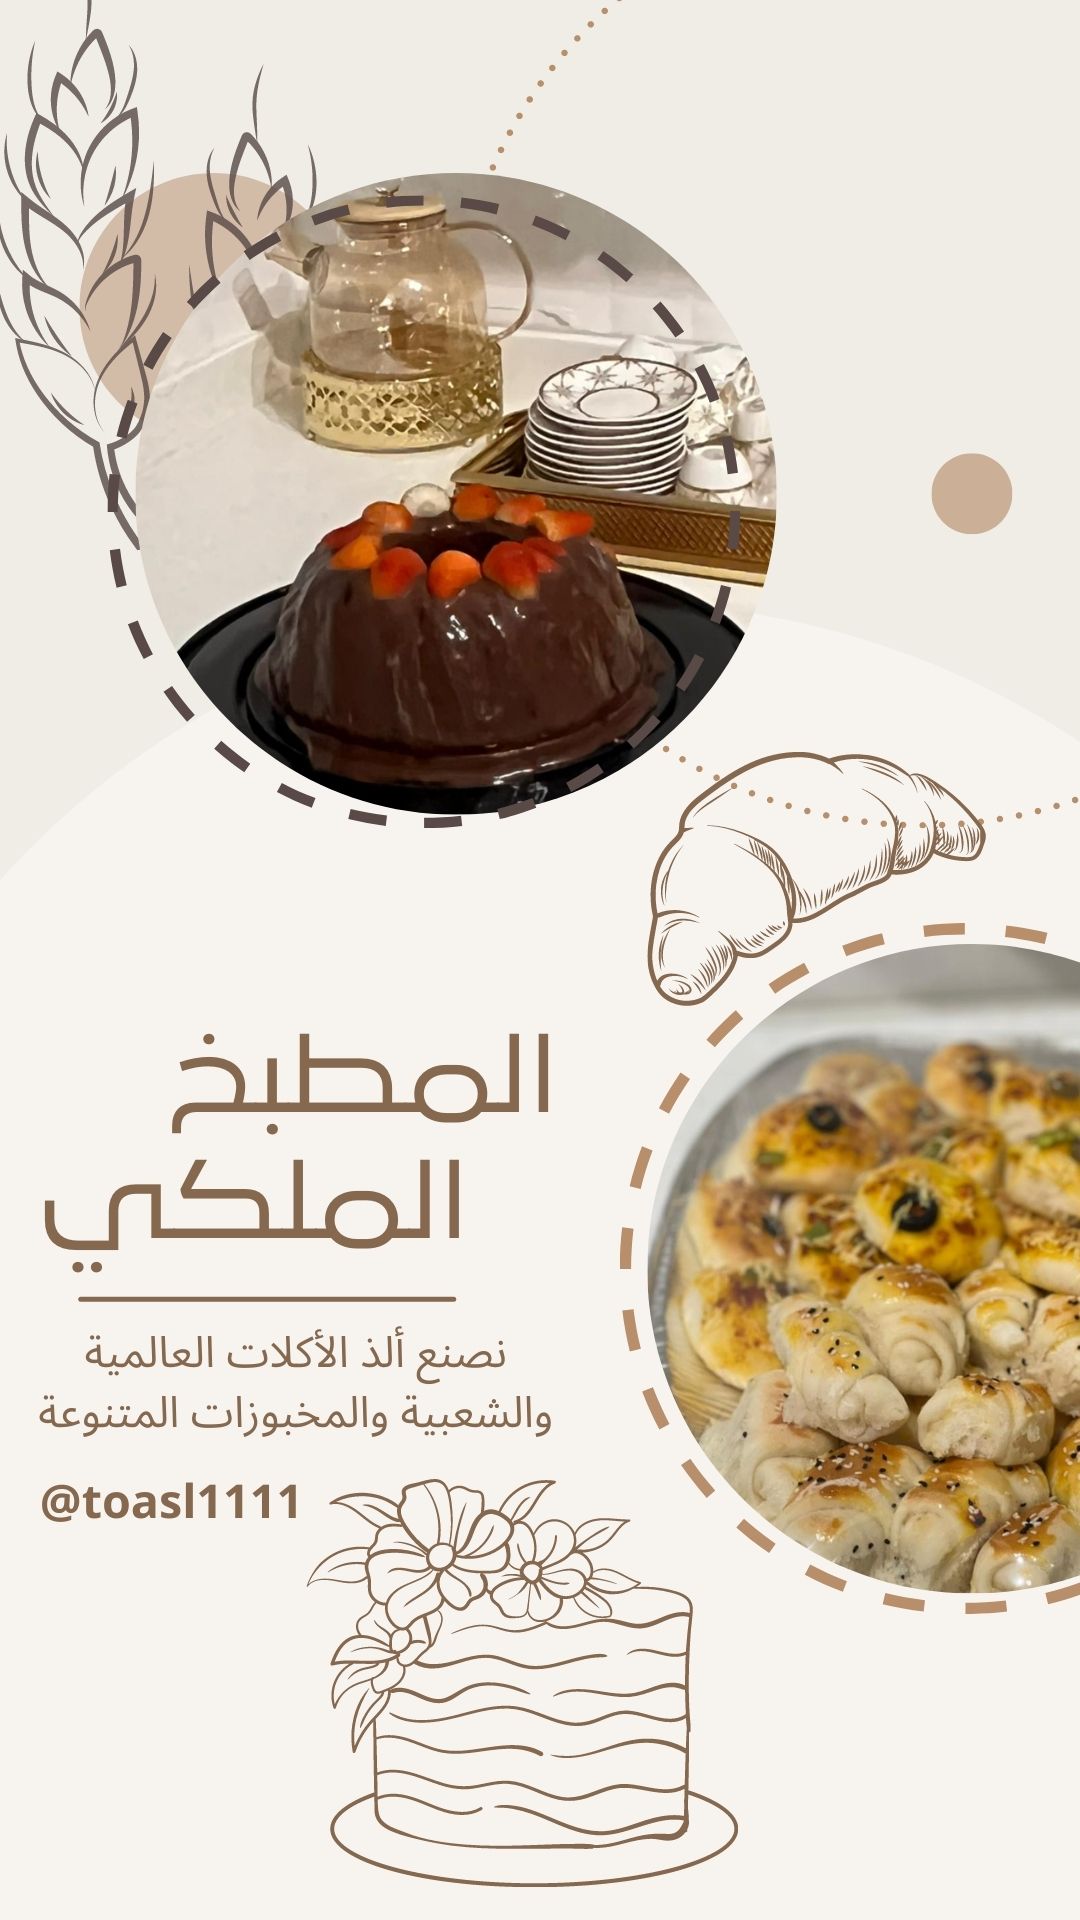 المطبخ
الملكي
نصنع ألذ الأكلات العالمية
والشعبية والمخبوزات المتنوعة
@toasl1111